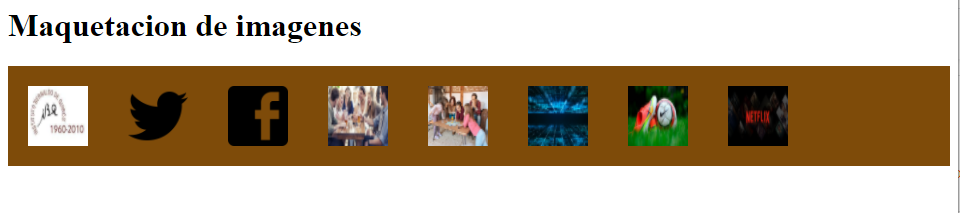 Maquetacion de imagenes
1960-2010
NETFLIX